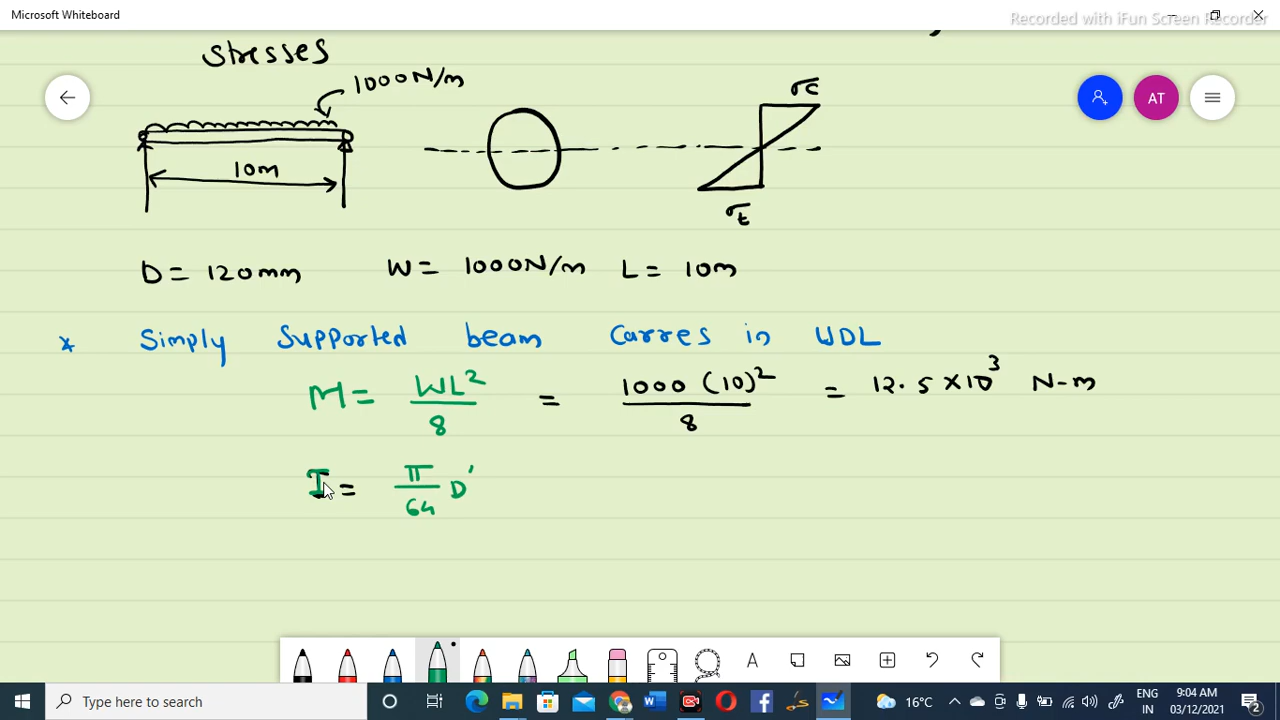 Microsoft Whiteboard
Recorded with iFun Screen Recorder
Stresses
1000N/m
σc
10m
σt
AT
D = 120mm W = 1000N/m L = 10m
* Simply Supported beam Carres in UDL
M = WL²/8 = 1000 (10)²/8 = 12.5 × 10³ N-m
I = π/64 D'
A
Type here to search
16°C
ENG
IN
9:04 AM
03/12/2021
2